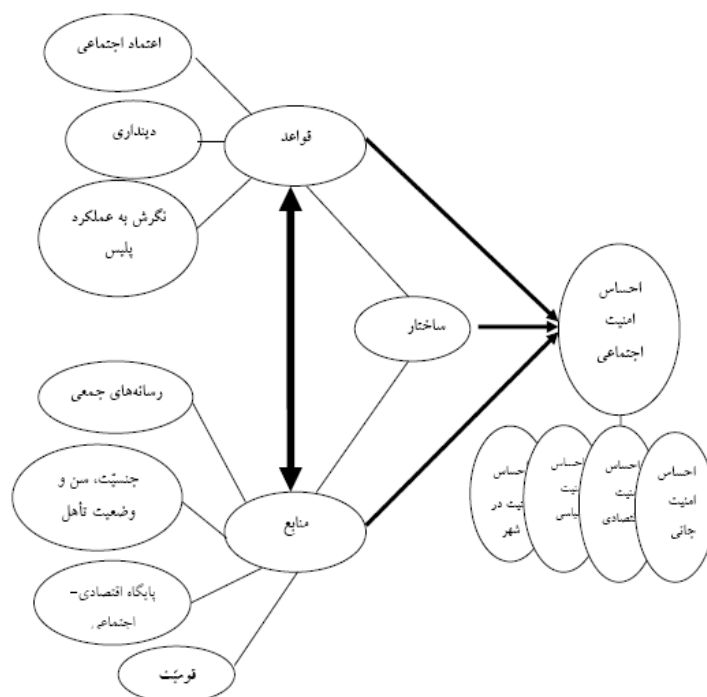 اعتماد اجتماعی
قواعد
دینداری
نگرش به عملکرد
پلیس
احساس
امنیت
اجتماعی
ساختار
رسانه‌های جمعی
جنسیّت، سن و
وضعیت تأهل
منابع
پایگاه اقتصادی-
اجتماعی
قومیّت
احساس
امنیت
جانی
احساس
احساس
احساس
در
شهر